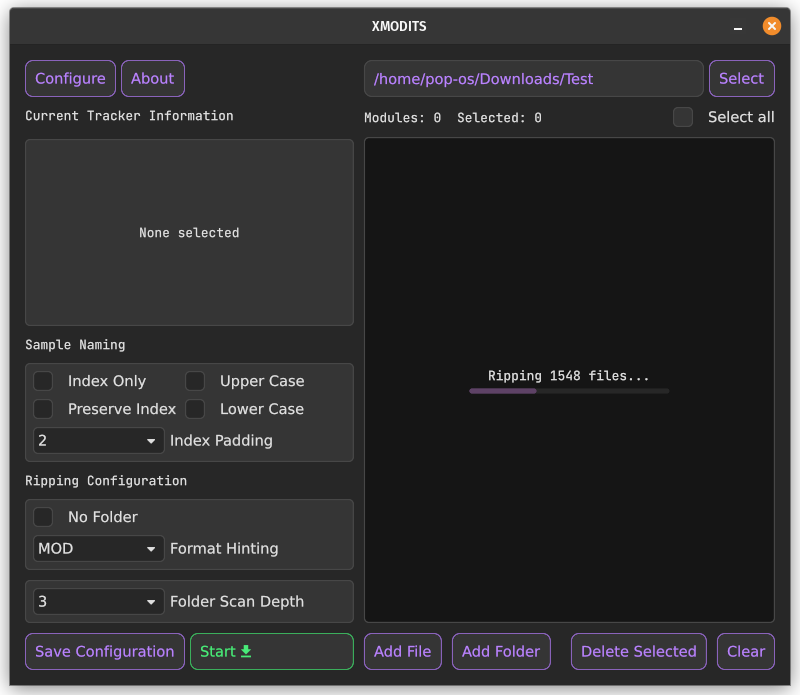 XMODITS
Configure About
/home/pop-os/Downloads/Test Select
Current Tracker Information
Modules: 0 Selected: 0 Select all
None selected
Ripping 1548 files...
Sample Naming
Index Only Upper Case
Preserve Index Lower Case
2 Index Padding
Ripping Configuration
No Folder
MOD Format Hinting
3 Folder Scan Depth
Save Configuration Start
Add File Add Folder Delete Selected Clear